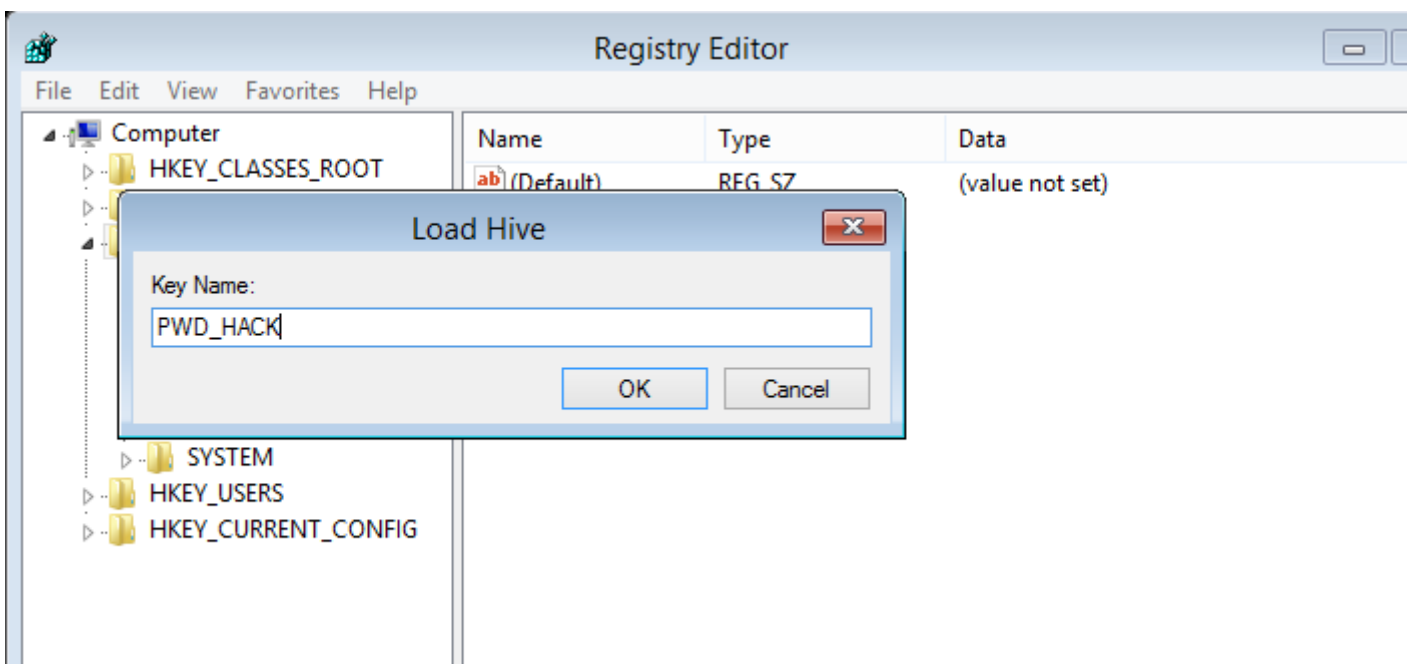 Registry Editor
File Edit View Favorites Help
Computer
HKEY_CLASSES_ROOT
SYSTEM
HKEY_USERS
HKEY_CURRENT_CONFIG
Name Type Data
ab (Default) REG_SZ (value not set)
Load Hive
Key Name:
PWD_HACK
OK Cancel